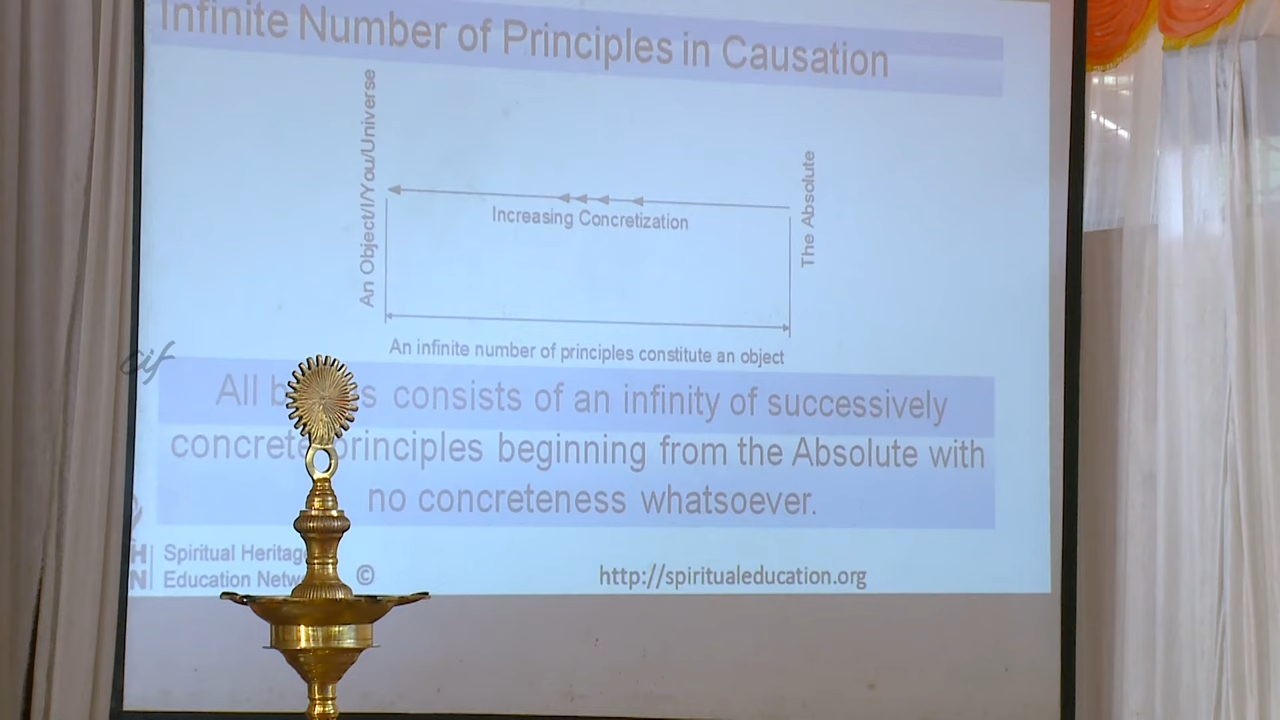 Infinite Number of Principles in Causation
An Object/I/You/Universe
The Absolute
Increasing Concretization
An infinite number of principles constitute an object
cif
All consists of an infinity of successively
concrete principles beginning from the Absolute with
no concreteness whatsoever.
H| Spiritual Heritage
N| Education ©
http://spiritualeducation.org